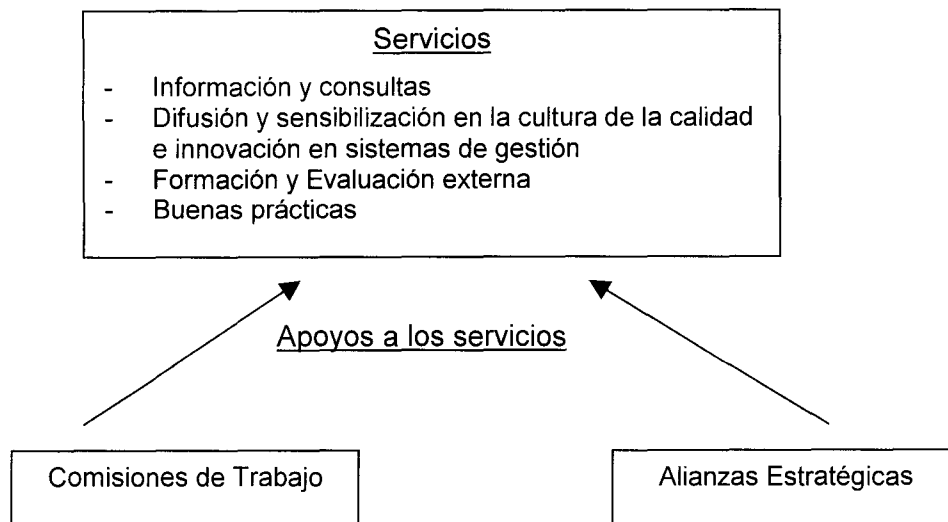 Servicios
- Información y consultas
- Difusión y sensibilización en la cultura de la calidad
e innovación en sistemas de gestión
- Formación y Evaluación externa
- Buenas prácticas
Apoyos a los servicios
Comisiones de Trabajo
Alianzas Estratégicas